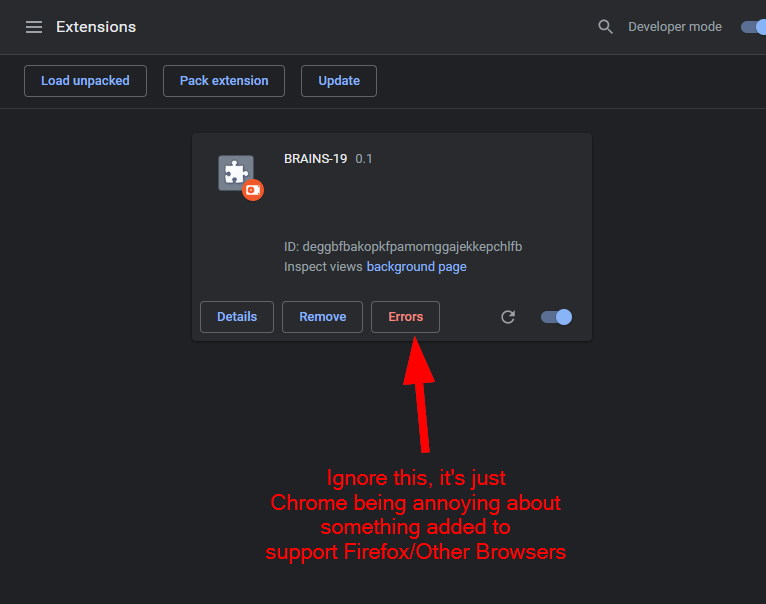 Extensions
Developer mode
Load unpacked
Pack extension
Update
BRAINS-19 0.1
ID: deggbfbakopkfpamomggajekkepchlfb
Inspect views background page
Details
Remove
Errors
Ignore this, it's just
Chrome being annoying about
something added to
support Firefox/Other Browsers